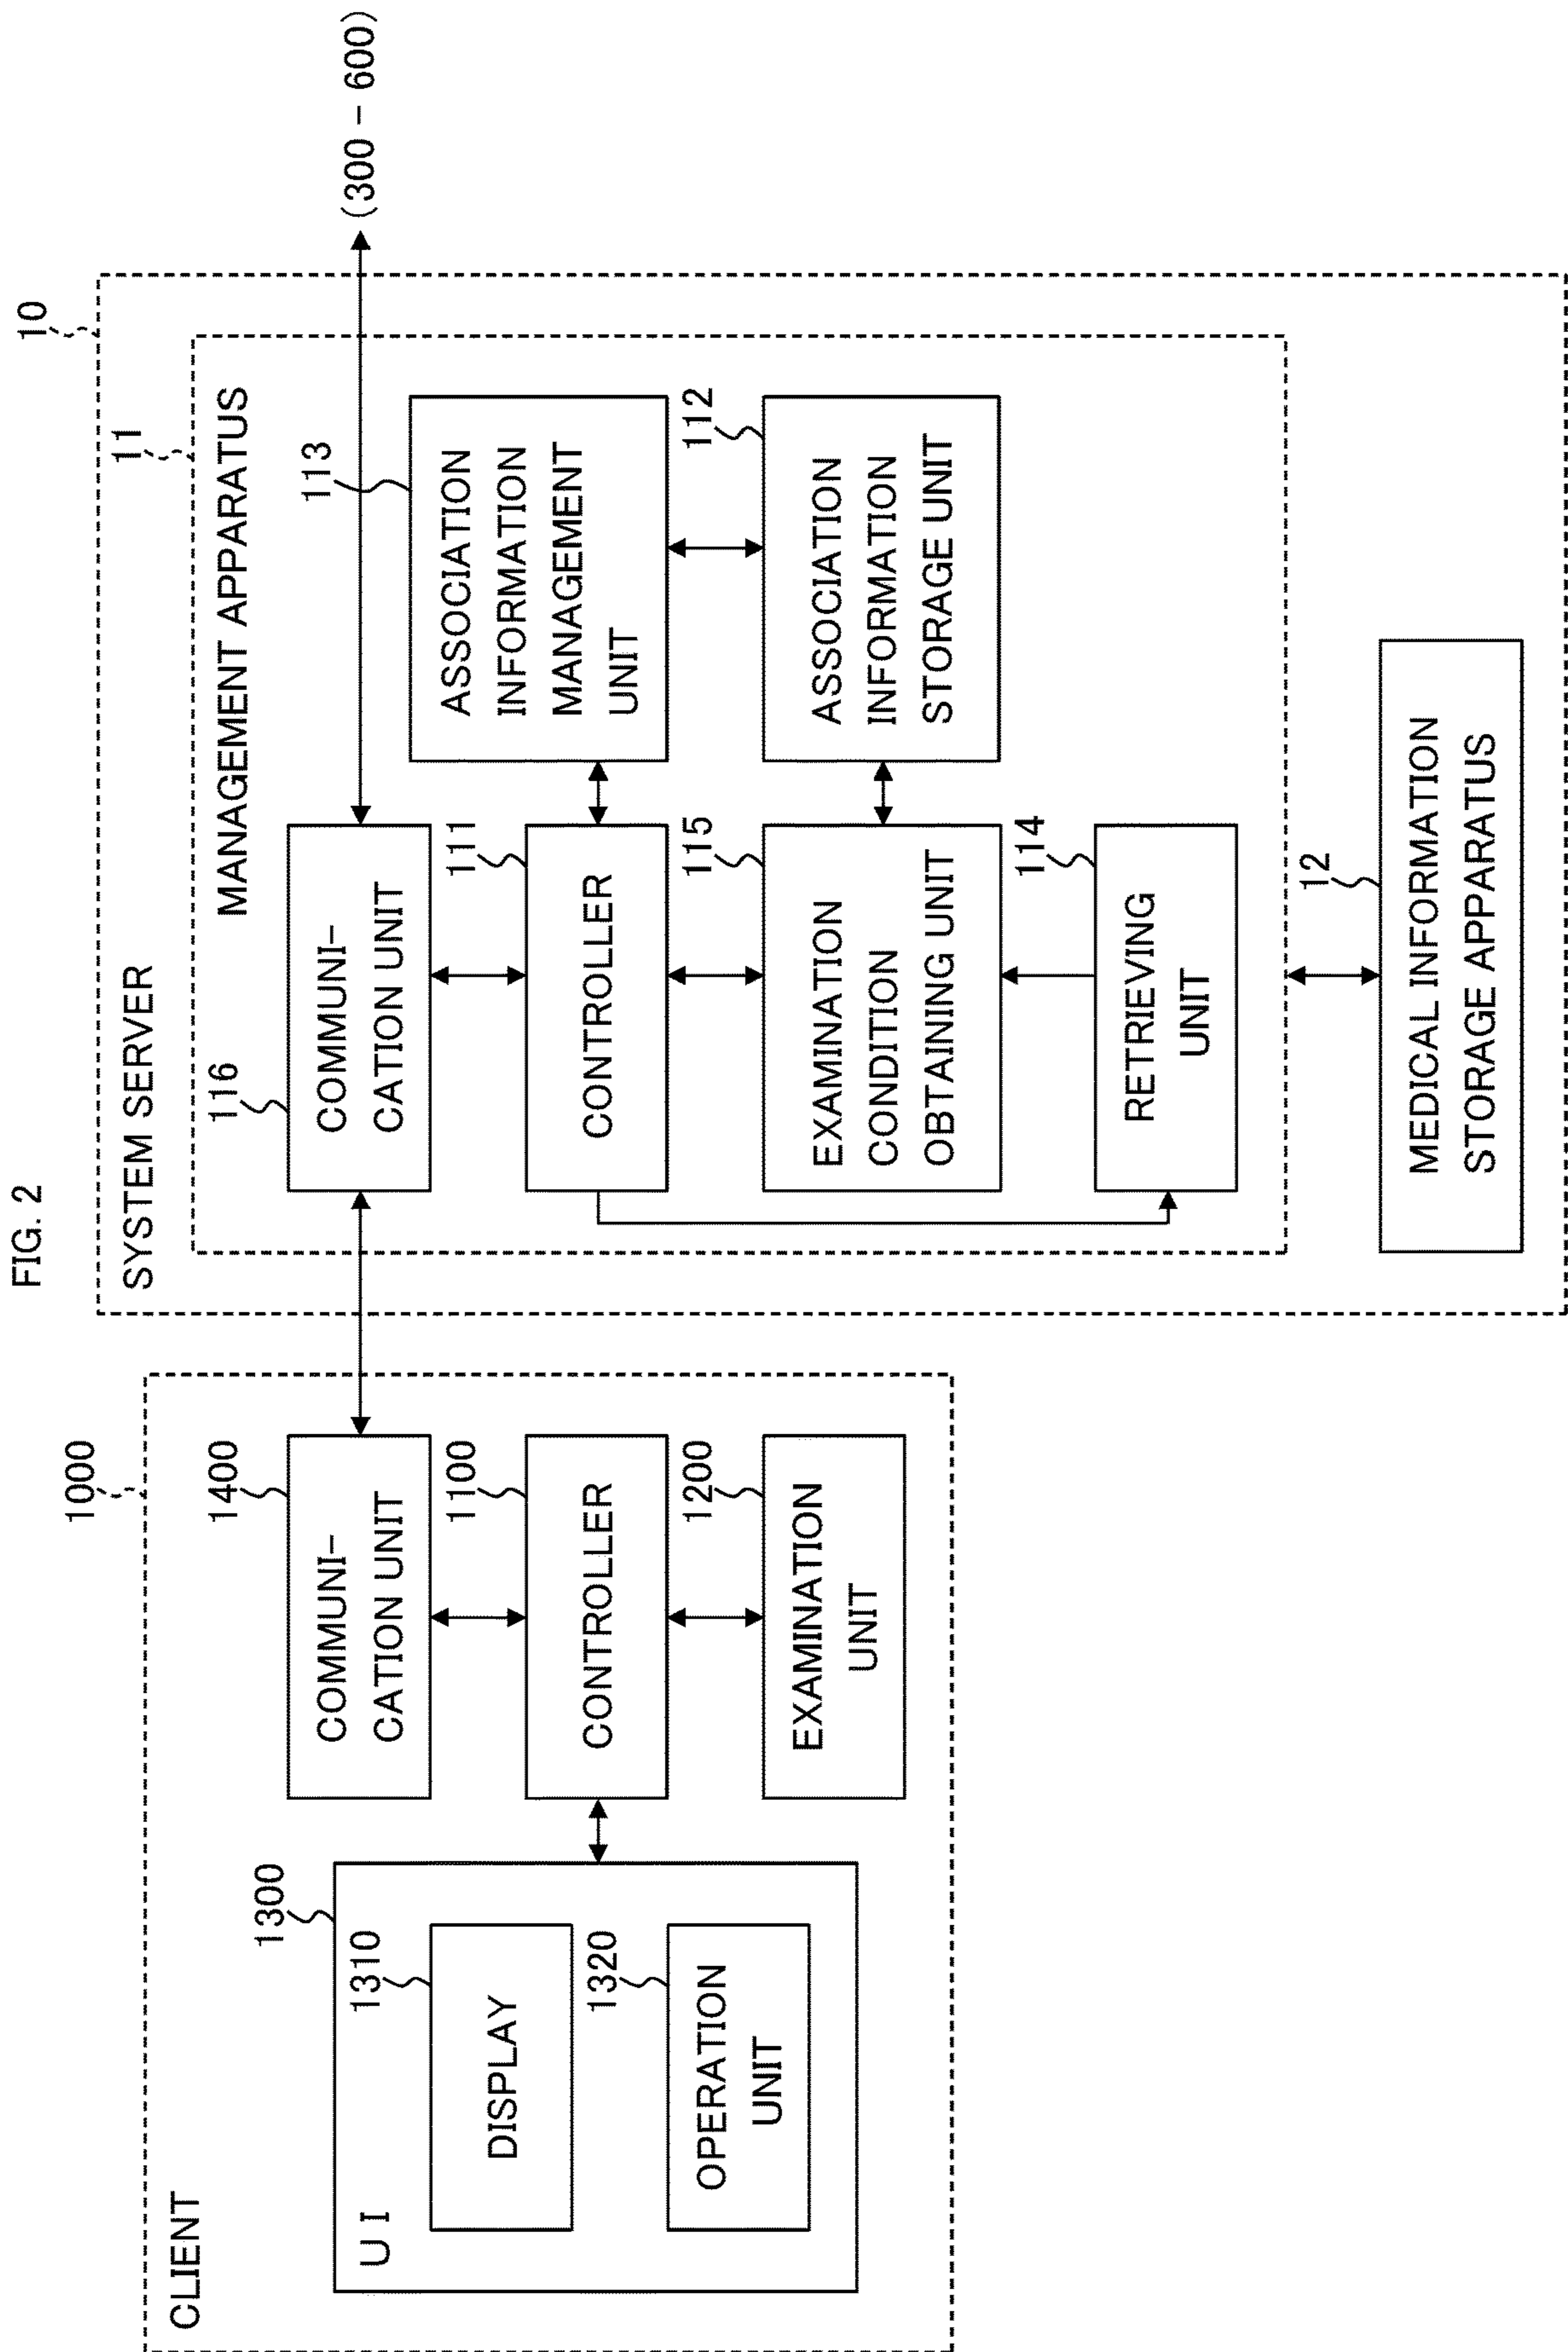 FIG. 2
CLIENT
1000
UI
1300
DISPLAY
1310
OPERATION
UNIT
1320
COMMUNI-
CATION UNIT
1400
CONTROLLER
1100
EXAMINATION
UNIT
1200
SYSTEM SERVER
10
MANAGEMENT APPARATUS
11
116
COMMUNI-
CATION UNIT
(300 - 600)
CONTROLLER
111
ASSOCIATION
INFORMATION
MANAGEMENT
UNIT
113
EXAMINATION
CONDITION
OBTAINING UNIT
115
ASSOCIATION
INFORMATION
STORAGE UNIT
112
RETRIEVING
UNIT
114
MEDICAL INFORMATION
STORAGE APPARATUS
12